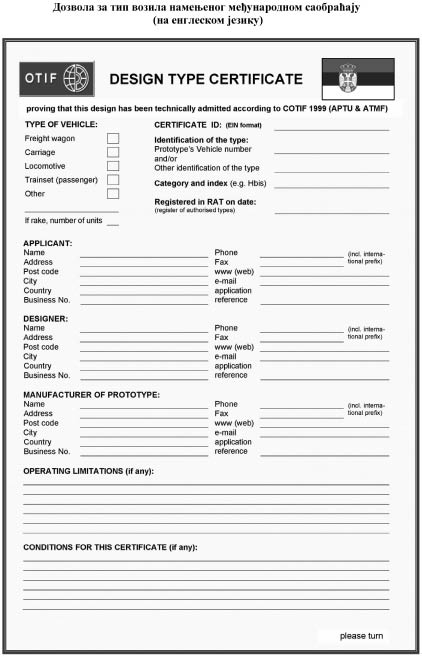 Дозвола за тип возила намењеног међународном саобраћају
(на енглеском језику)
OTIF
DESIGN TYPE CERTIFICATE
proving that this design has been technically admitted according to COTIF 1999 (APTU & ATMF)
TYPE OF VEHICLE:
Freight wagon
Carriage
Locomotive
Trainset (passenger)
Other
If rake, number of units
CERTIFICATE ID: (EIN format)
Identification of the type:
Prototype's Vehicle number
and/or
Other identification of the type
Category and index (e.g. Hbis)
Registered in RAT on date:
(register of authorised types)
APPLICANT:
Name Phone (incl. interna-
Address Fax tional prefix)
Post code www (web)
City e-mail
Country application
Business No. reference
DESIGNER:
Name Phone (incl. interna-
Address Fax tional prefix)
Post code www (web)
City e-mail
Country application
Business No. reference
MANUFACTURER OF PROTOTYPE:
Name Phone (incl. interna-
Address Fax tional prefix)
Post code www (web)
City e-mail
Country application
Business No. reference
OPERATING LIMITATIONS (if any):
CONDITIONS FOR THIS CERTIFICATE (if any):
please turn